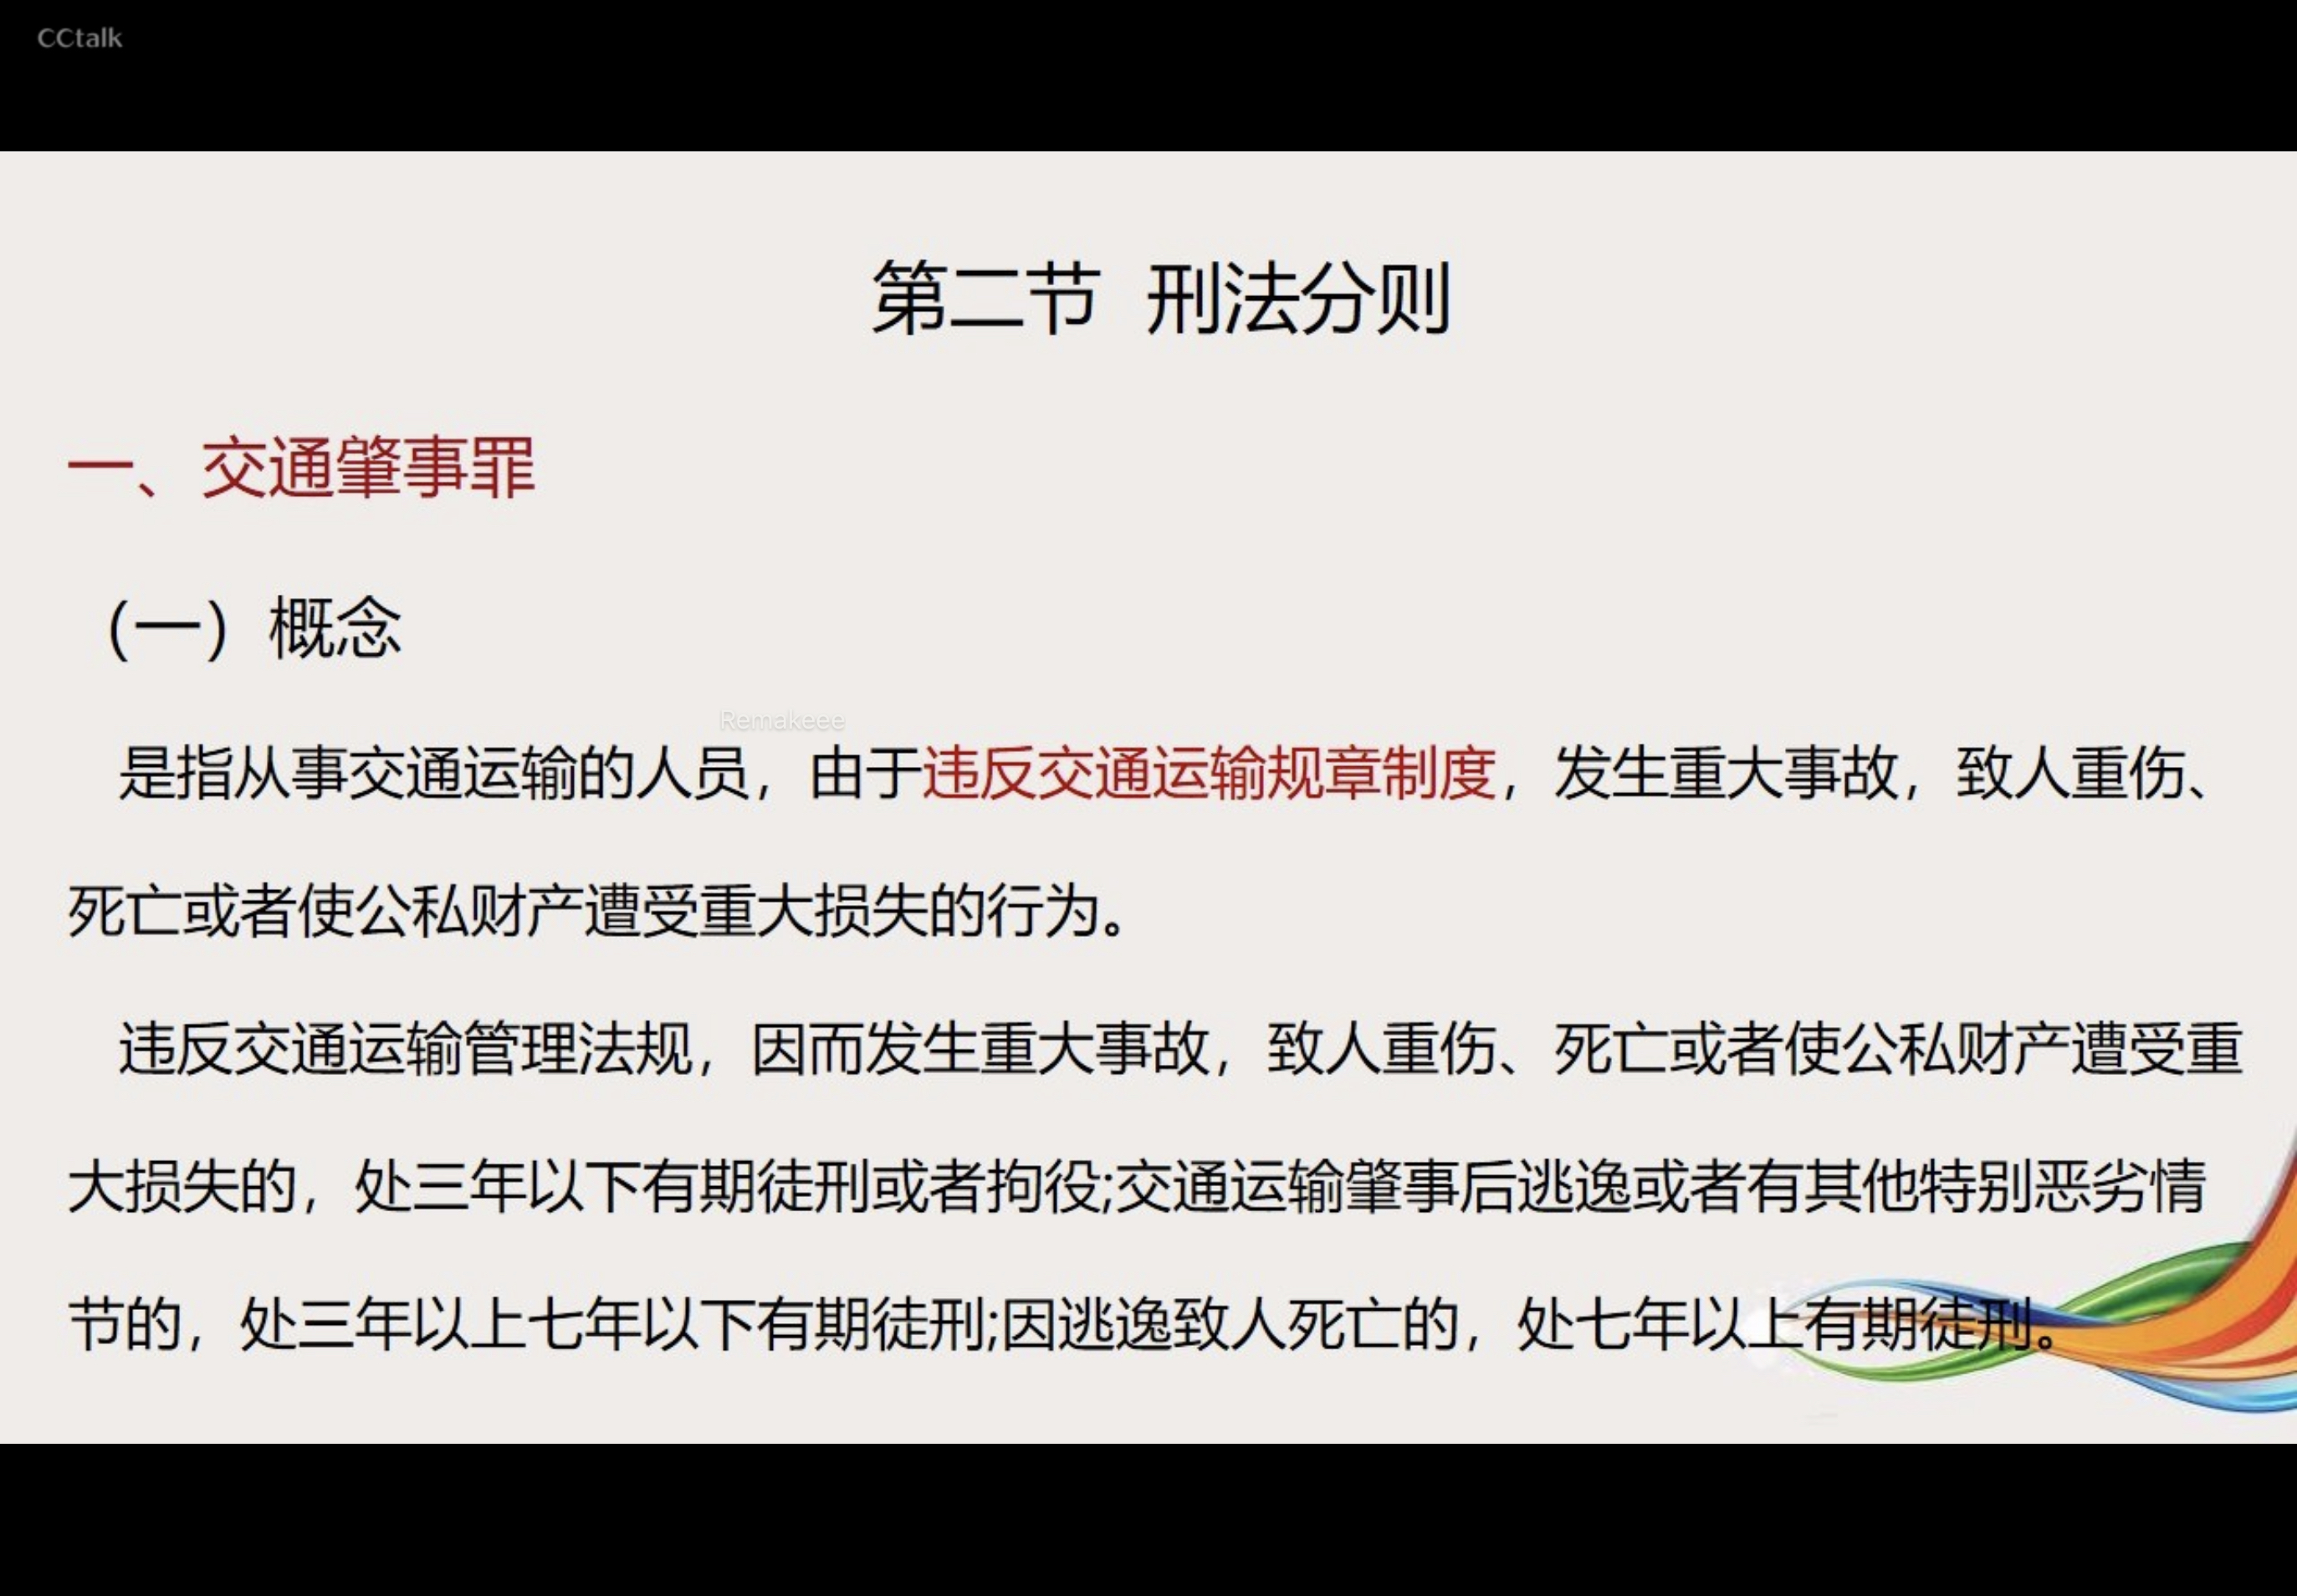 CCtalk
第二节 刑法分则
一、交通肇事罪
(一）概念
Remakeee
是指从事交通运输的人员，由于违反交通运输规章制度，发生重大事故，致人重伤、
死亡或者使公私财产遭受重大损失的行为。
违反交通运输管理法规，因而发生重大事故，致人重伤、死亡或者使公私财产遭受重
大损失的，处三年以下有期徒刑或者拘役;交通运输肇事后逃逸或者有其他特别恶劣情
节的，处三年以上七年以下有期徒刑;因逃逸致人死亡的，处七年以上有期徒刑。